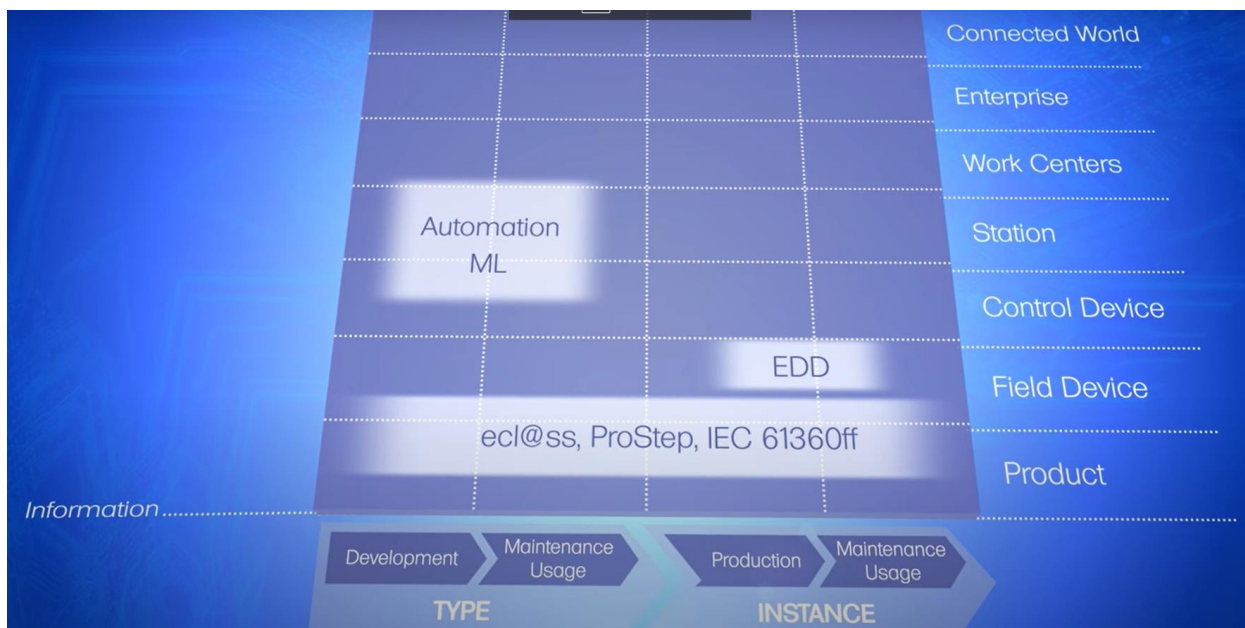 Connected World
Enterprise
Work Centers
Automation
ML
Station
Control Device
EDD
Field Device
ecl@ss, ProStep, IEC 61360ff
Product
Information
Development
Maintenance
Usage
Production
Maintenance
Usage
TYPE
INSTANCE